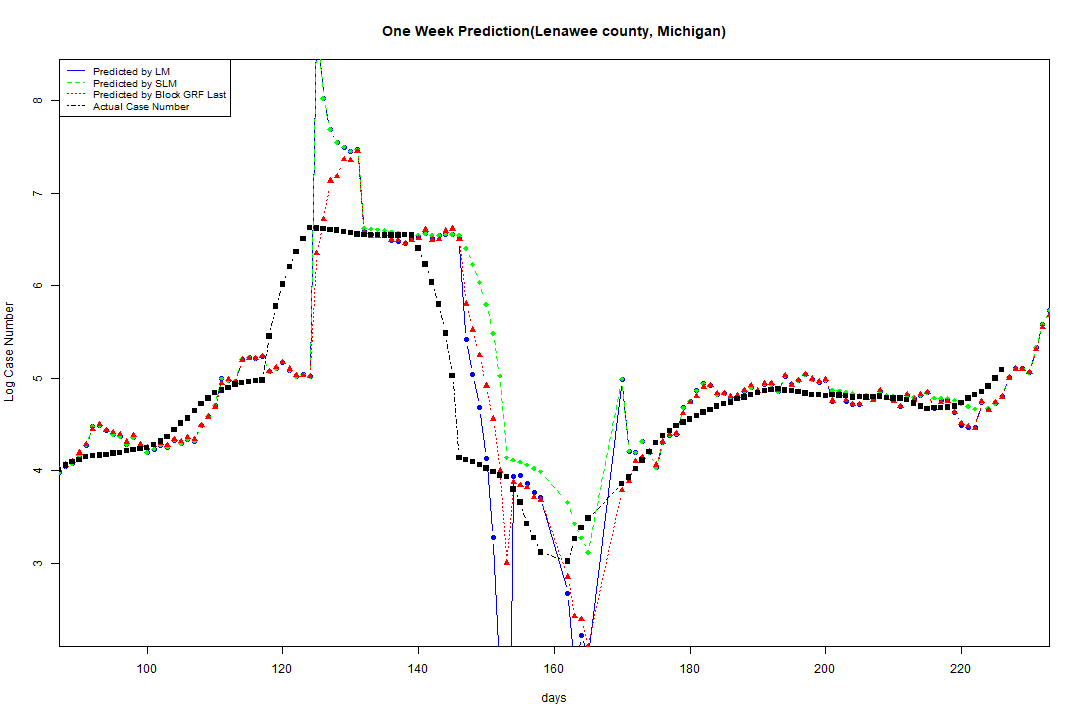 One Week Prediction(Lenawee county, Michigan)
Predicted by LM
Predicted by SLM
Predicted by Block GRF Last
Actual Case Number
8
7
6
5
4
3
Log Case Number
100 120 140 160 180 200 220
days